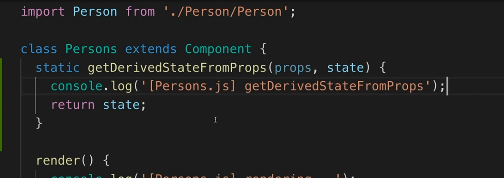 import Person from './Person/Person';
class Persons extends Component {
static getDerivedStateFromProps(props, state) {
console.log('[Persons.js] getDerivedStateFromProps');
return state;
}
render() {
console.log('[Persons.js] rendering...');